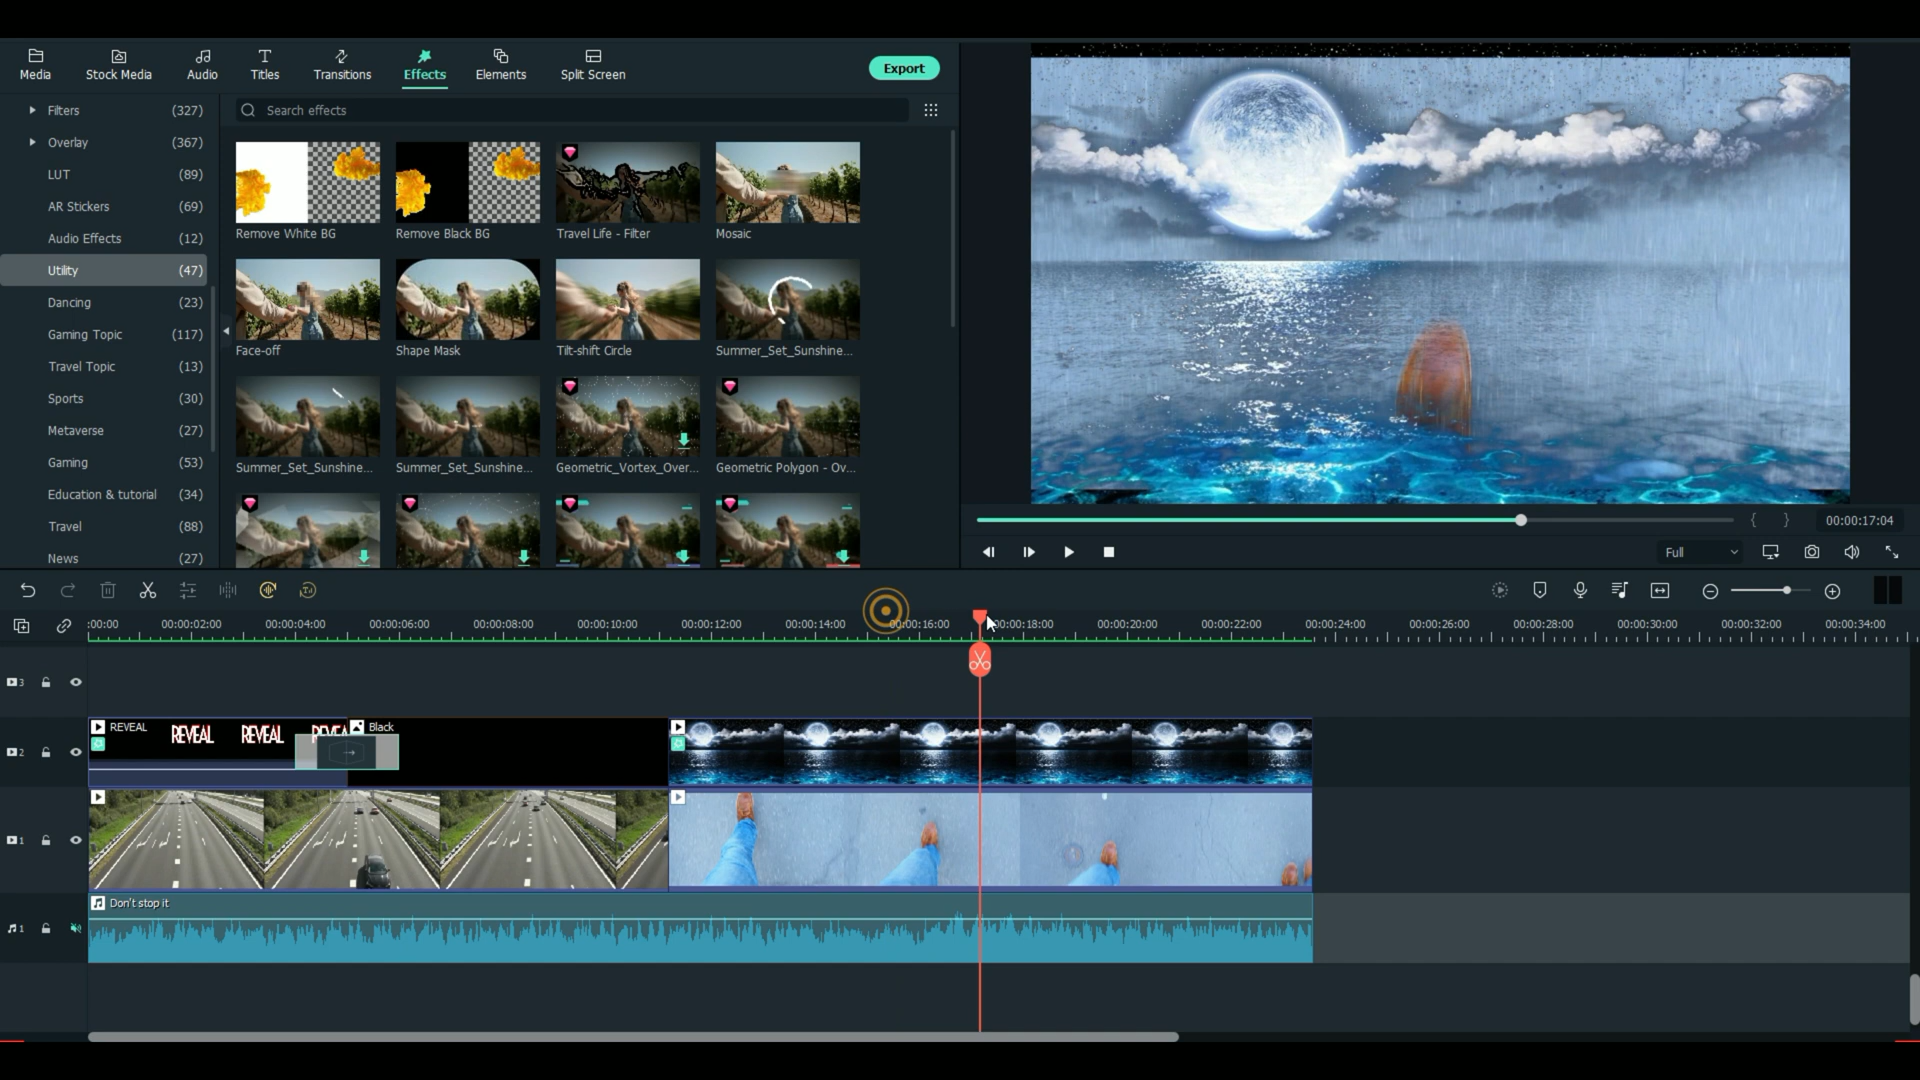 Media
Stock Media
Audio
Titles
Transitions
Effects
Elements
Split Screen
Export
Filters (327)
Overlay (367)
LUT (89)
AR Stickers (69)
Audio Effects (12)
Utility (47)
Dancing (23)
Gaming Topic (117)
Travel Topic (13)
Sports (30)
Metaverse (27)
Gaming (53)
Education & tutorial (34)
Travel (88)
News (27)
Search effects
Remove White BG
Remove Black BG
Travel Life - Filter
Mosaic
Face-off
Shape Mask
Tilt-shift Circle
Summer_Set_Sunshine...
Summer_Set_Sunshine...
Summer_Set_Sunshine...
Geometric_Vortex_Over...
Geometric Polygon - Ov...
{ } 00:00:17:04
Full
:00:00 00:00:02:00 00:00:04:00 00:00:06:00 00:00:08:00 00:00:10:00 00:00:12:00 00:00:14:00 00:00:16:00 00:00:18:00 00:00:20:00 00:00:22:00 00:00:24:00 00:00:26:00 00:00:28:00 00:00:30:00 00:00:32:00 00:00:34:00
3
2
REVEAL
REVEAL REVEAL REVEAL
Black
1
1
Don't stop it